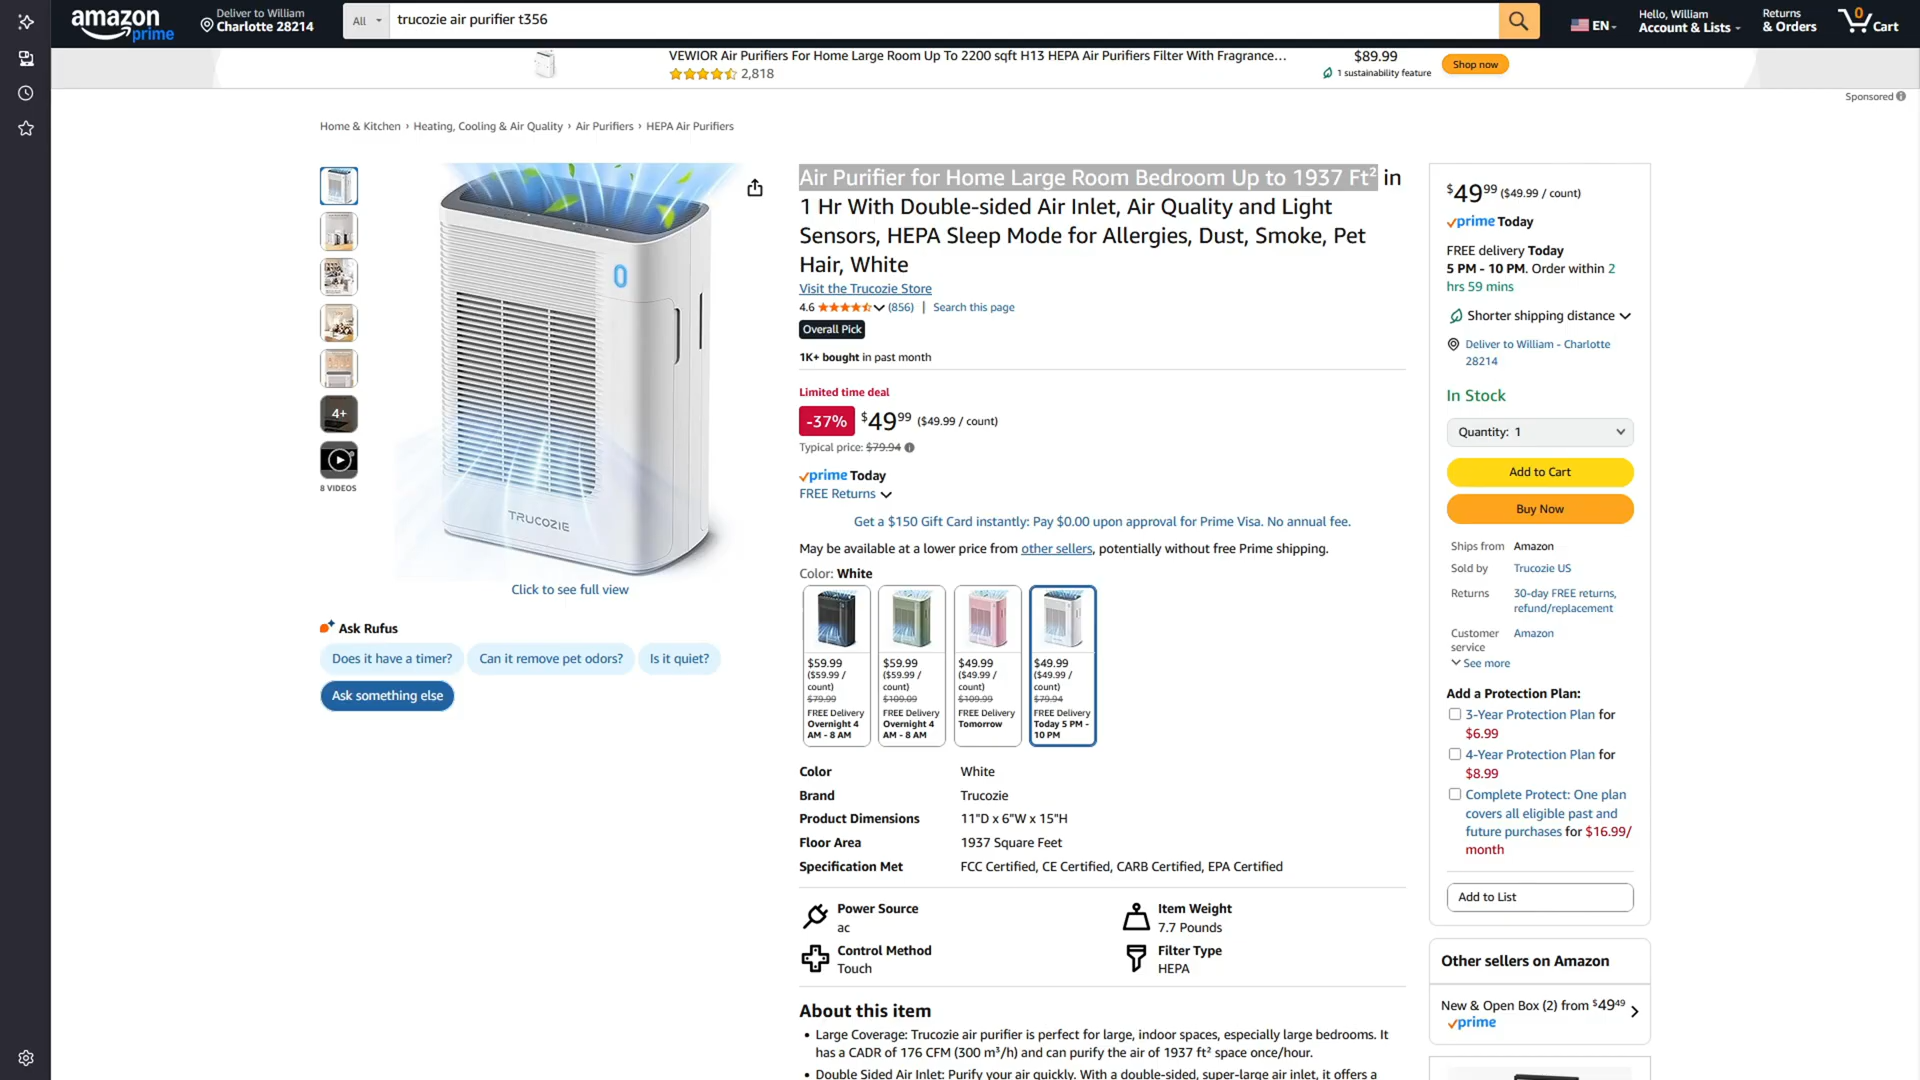 amazon
prime
Deliver to William
Charlotte 28214
All
trucozie air purifier t356
EN
Hello, William
Account & Lists
Returns
& Orders
0
Cart
VEWIOR Air Purifiers For Home Large Room Up To 2200 sqft H13 HEPA Air Purifiers Filter With Fragrance...
2,818
$89.99
1 sustainability feature
Shop now
Sponsored
Home & Kitchen › Heating, Cooling & Air Quality › Air Purifiers › HEPA Air Purifiers
4+
8 VIDEOS
TRUCOZIE
Click to see full view
Ask Rufus
Does it have a timer?
Can it remove pet odors?
Is it quiet?
Ask something else
Air Purifier for Home Large Room Bedroom Up to 1937 Ft² in
1 Hr With Double-sided Air Inlet, Air Quality and Light
Sensors, HEPA Sleep Mode for Allergies, Dust, Smoke, Pet
Hair, White
Visit the Trucozie Store
4.6 (856) | Search this page
Overall Pick
1K+ bought in past month
Limited time deal
-37% $49.99 ($49.99 / count)
Typical price: $79.94
prime Today
FREE Returns
Get a $150 Gift Card instantly: Pay $0.00 upon approval for Prime Visa. No annual fee.
May be available at a lower price from other sellers, potentially without free Prime shipping.
Color: White
$59.99
($59.99 /
count)
$79.99
FREE Delivery
Overnight 4
AM - 8 AM
$59.99
($59.99 /
count)
$109.09
FREE Delivery
Overnight 4
AM - 8 AM
$49.99
($49.99 /
count)
$109.99
FREE Delivery
Tomorrow
$49.99
($49.99 /
count)
$79.94
FREE Delivery
Today 5 PM -
10 PM
Color White
Brand Trucozie
Product Dimensions 11"D x 6"W x 15"H
Floor Area 1937 Square Feet
Specification Met FCC Certified, CE Certified, CARB Certified, EPA Certified
Power Source
ac
Item Weight
7.7 Pounds
Control Method
Touch
Filter Type
HEPA
About this item
• Large Coverage: Trucozie air purifier is perfect for large, indoor spaces, especially large bedrooms. It
has a CADR of 176 CFM (300 m³/h) and can purify the air of 1937 ft² space once/hour.
• Double Sided Air Inlet: Purify your air quickly. With a double-sided, super-large air inlet, it offers a
$49.99 ($49.99 / count)
prime Today
FREE delivery Today
5 PM - 10 PM. Order within 2
hrs 59 mins
Shorter shipping distance
Deliver to William - Charlotte
28214
In Stock
Quantity: 1
Add to Cart
Buy Now
Ships from Amazon
Sold by Trucozie US
Returns 30-day FREE returns,
refund/replacement
Customer Amazon
service
See more
Add a Protection Plan:
3-Year Protection Plan for
$6.99
4-Year Protection Plan for
$8.99
Complete Protect: One plan
covers all eligible past and
future purchases for $16.99/
month
Add to List
Other sellers on Amazon
New & Open Box (2) from $49.49
prime